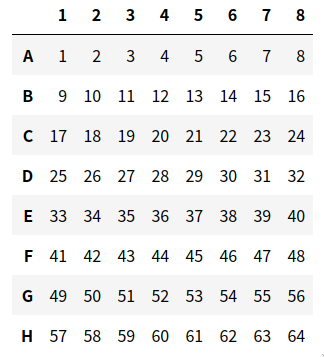 1 2 3 4 5 6 7 8
A 1 2 3 4 5 6 7 8
B 9 10 11 12 13 14 15 16
C 17 18 19 20 21 22 23 24
D 25 26 27 28 29 30 31 32
E 33 34 35 36 37 38 39 40
F 41 42 43 44 45 46 47 48
G 49 50 51 52 53 54 55 56
H 57 58 59 60 61 62 63 64